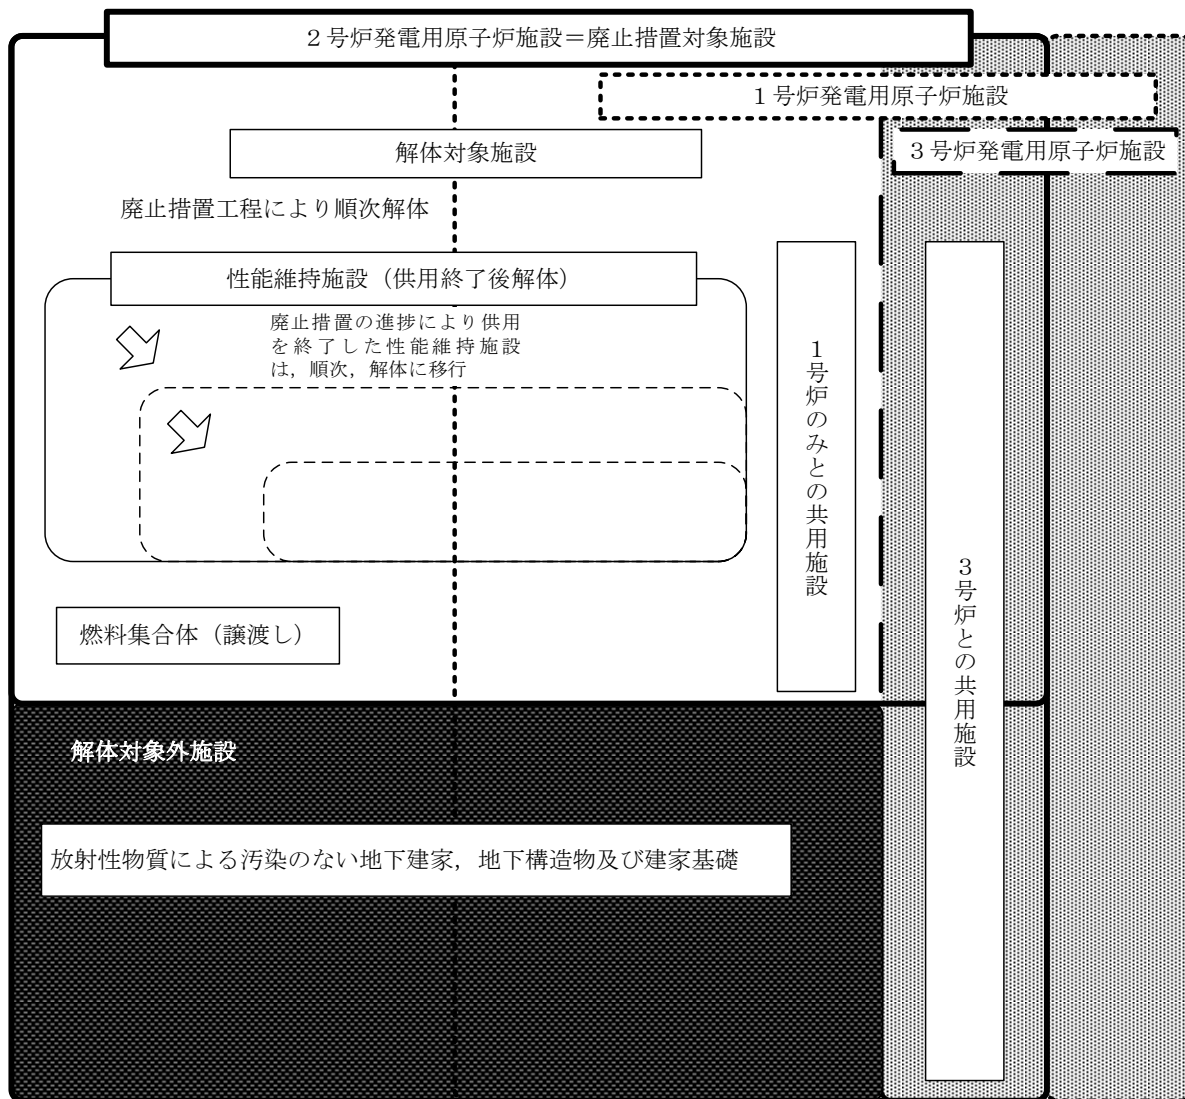 ２号炉発電用原子炉施設＝廃止措置対象施設
１号炉発電用原子炉施設
解体対象施設
３号炉発電用原子炉施設
廃止措置工程により順次解体
性能維持施設（供用終了後解体）
廃止措置の進捗により供用
を終了した性能維持施設
は，順次，解体に移行
１号炉のみとの共用施設
３号炉との共用施設
燃料集合体（譲渡し）
解体対象外施設
放射性物質による汚染のない地下建家，地下構造物及び建家基礎